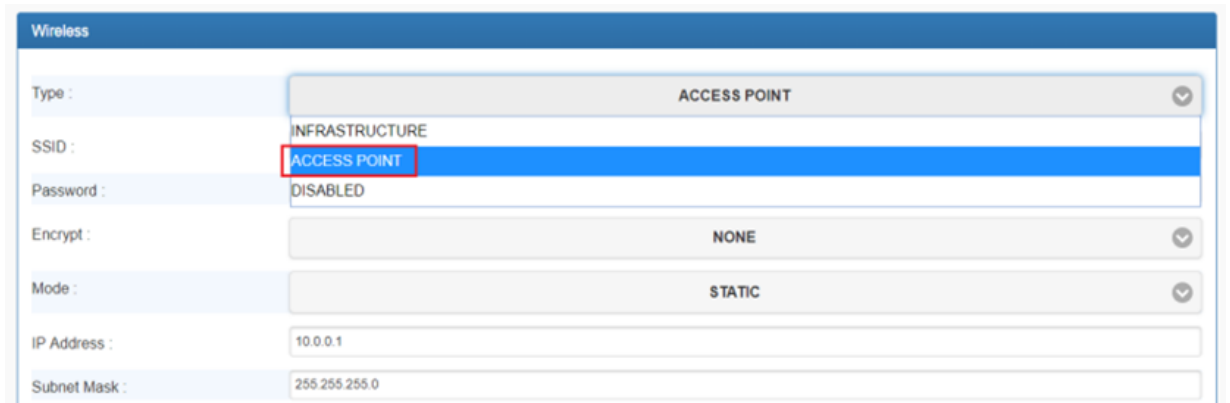 Wireless
Type : ACCESS POINT
INFRASTRUCTURE
SSID :
ACCESS POINT
Password : DISABLED
Encrypt : NONE
Mode : STATIC
IP Address : 10.0.0.1
Subnet Mask : 255.255.255.0